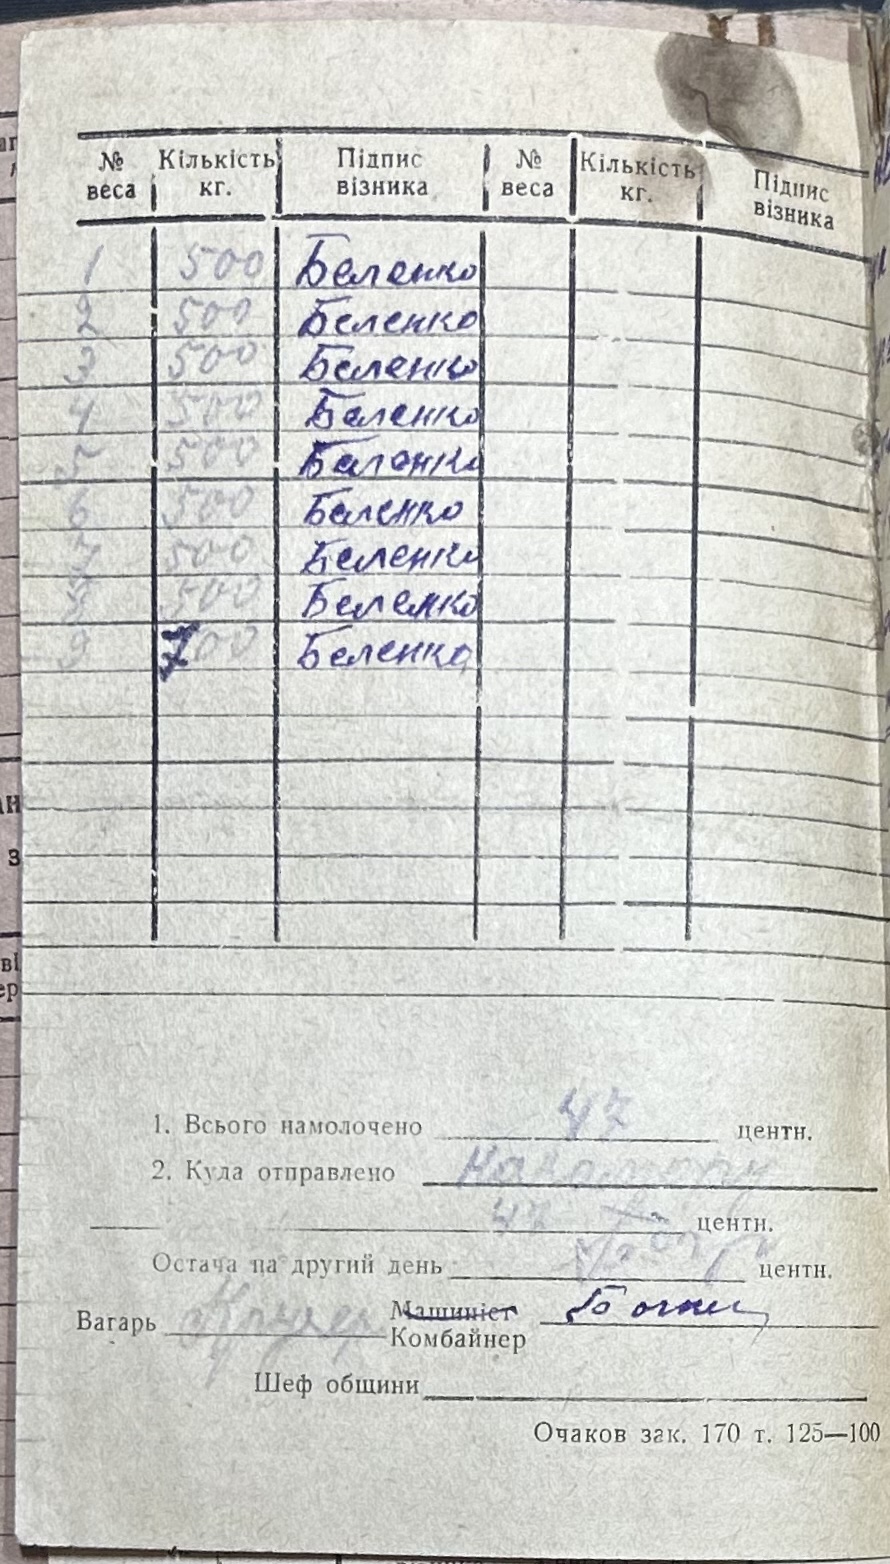 № веса Кількість кг. Підпис візника № веса Кількість кг. Підпис візника
1 500 Беленко
2 500 Беленко
3 500 Беленко
4 500 Беленко
5 500 Беленко
6 500 Беленко
7 500 Беленко
8 500 Беленко
9 700 Беленко
1. Всього намолочено 47 центн.
2. Куда отправлено
47 центн.
Остача на другий день центн.
Вагарь Машиніст
Комбайнер
Шеф общини
Очаков зак. 170 т. 125—100